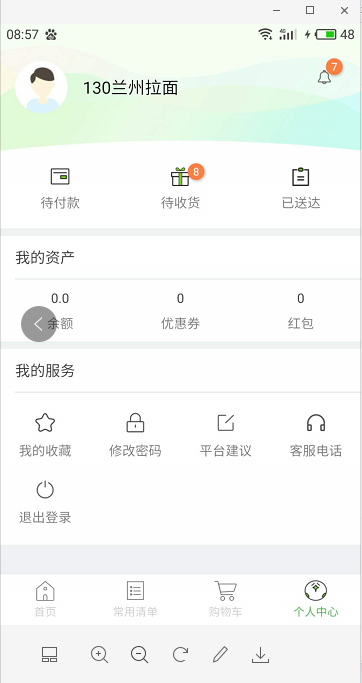 08:57 48
7
130兰州拉面
8
待付款 待收货 已送达
我的资产
0.0 0 0
余额 优惠券 红包
我的服务
我的收藏 修改密码 平台建议 客服电话
退出登录
首页 常用清单 购物车 个人中心